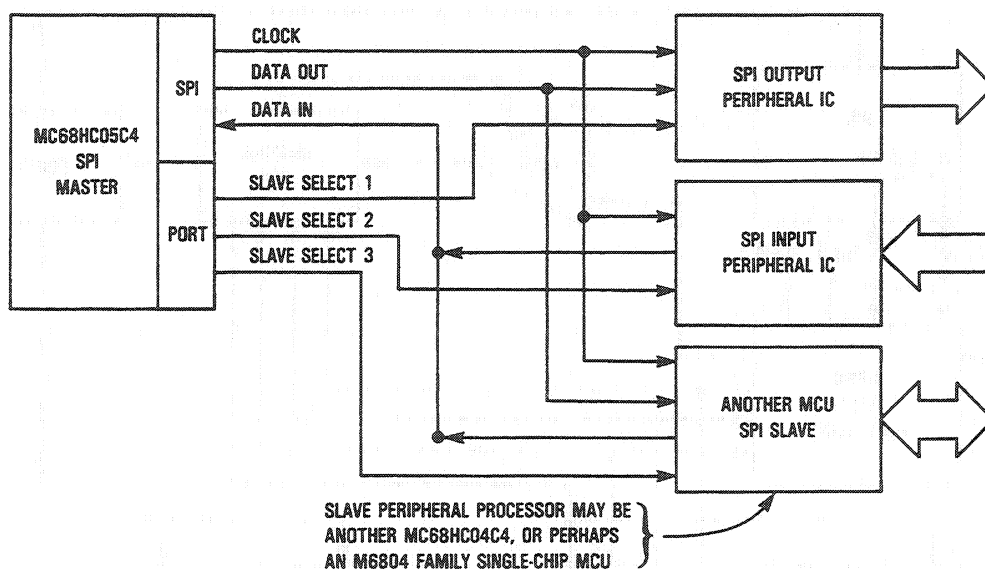 MC68HC05C4
SPI
MASTER
SPI
PORT
CLOCK
DATA OUT
DATA IN
SLAVE SELECT 1
SLAVE SELECT 2
SLAVE SELECT 3
SPI OUTPUT
PERIPHERAL IC
SPI INPUT
PERIPHERAL IC
ANOTHER MCU
SPI SLAVE
SLAVE PERIPHERAL PROCESSOR MAY BE
ANOTHER MC68HC04C4, OR PERHAPS
AN M6804 FAMILY SINGLE-CHIP MCU